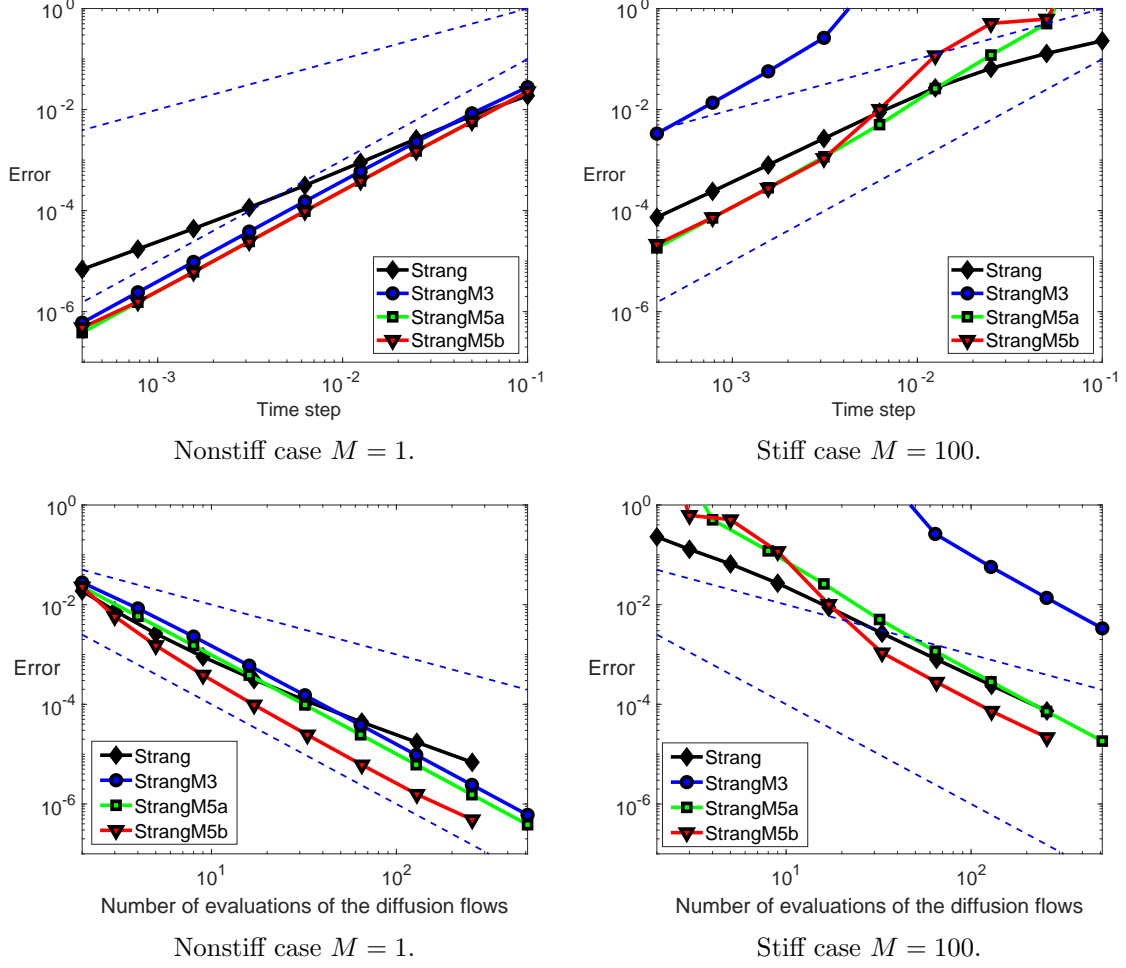 10^0
10^-2
Error
10^-4
10^-6
Strang
StrangM3
StrangM5a
StrangM5b
10^-3
10^-2
10^-1
Time step
Nonstiff case M = 1.
10^0
10^-2
Error
10^-4
10^-6
Strang
StrangM3
StrangM5a
StrangM5b
10^-3
10^-2
10^-1
Time step
Stiff case M = 100.
10^0
10^-2
Error
10^-4
10^-6
Strang
StrangM3
StrangM5a
StrangM5b
10^1
10^2
Number of evaluations of the diffusion flows
Nonstiff case M = 1.
10^0
10^-2
Error
10^-4
10^-6
Strang
StrangM3
StrangM5a
StrangM5b
10^1
10^2
Number of evaluations of the diffusion flows
Stiff case M = 100.